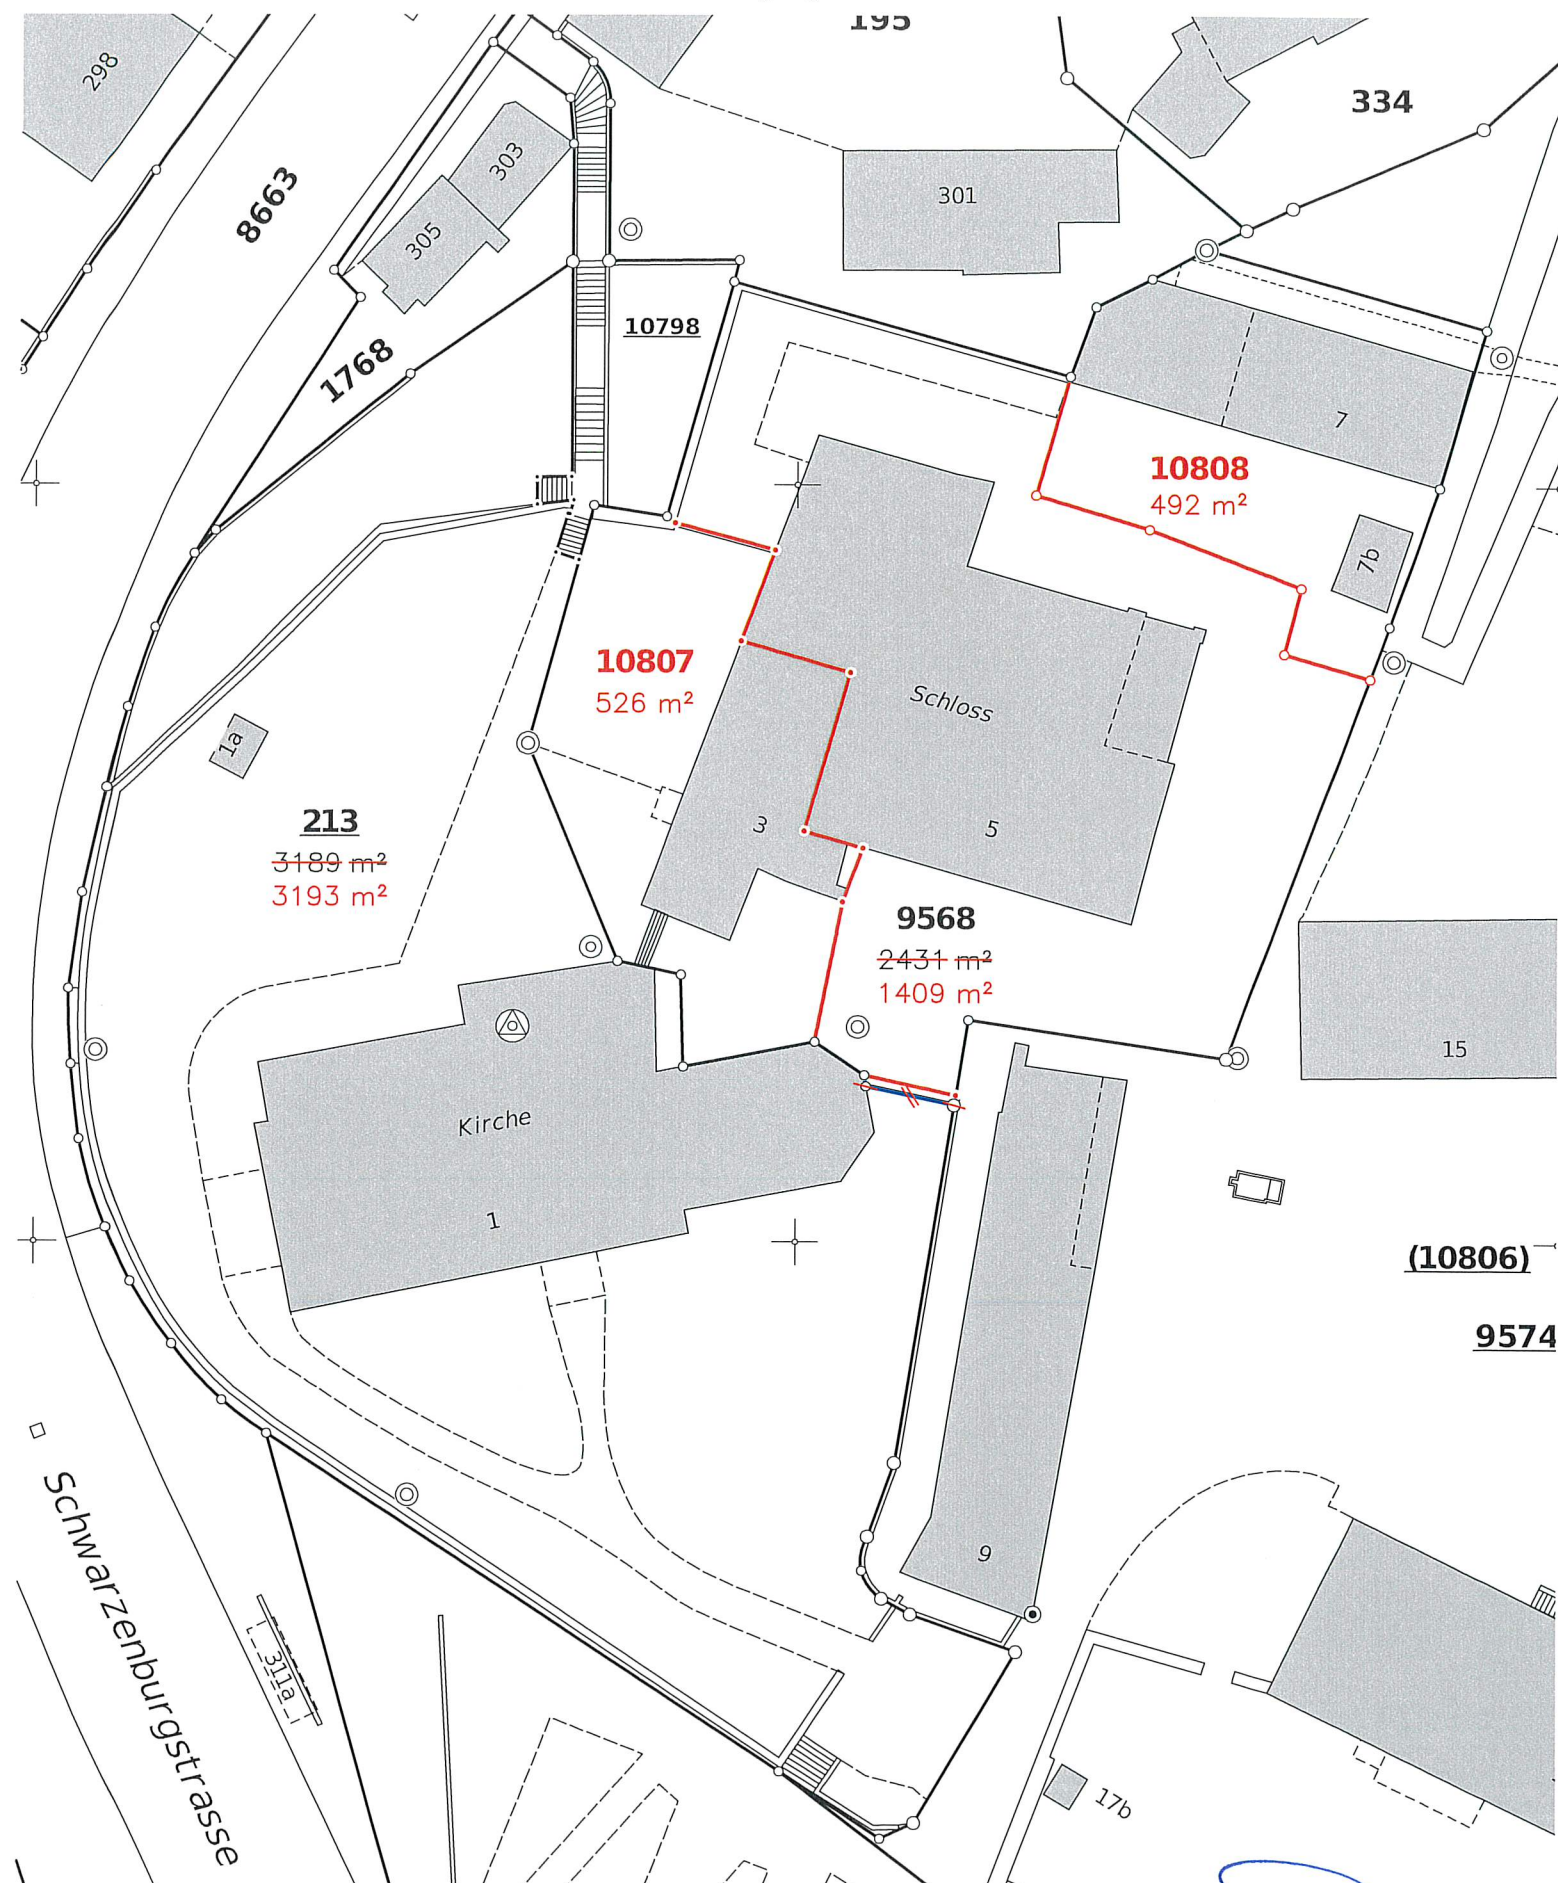 195
298
334
303
8663
301
305
10798
1768
7
10808
492 m²
7b
10807
526 m²
Schloss
1a
213
3189 m²
3193 m²
3
5
9568
2431 m²
1409 m²
15
Kirche
1
(10806)
9574
Schwarzenburgstrasse
9
311a
17b